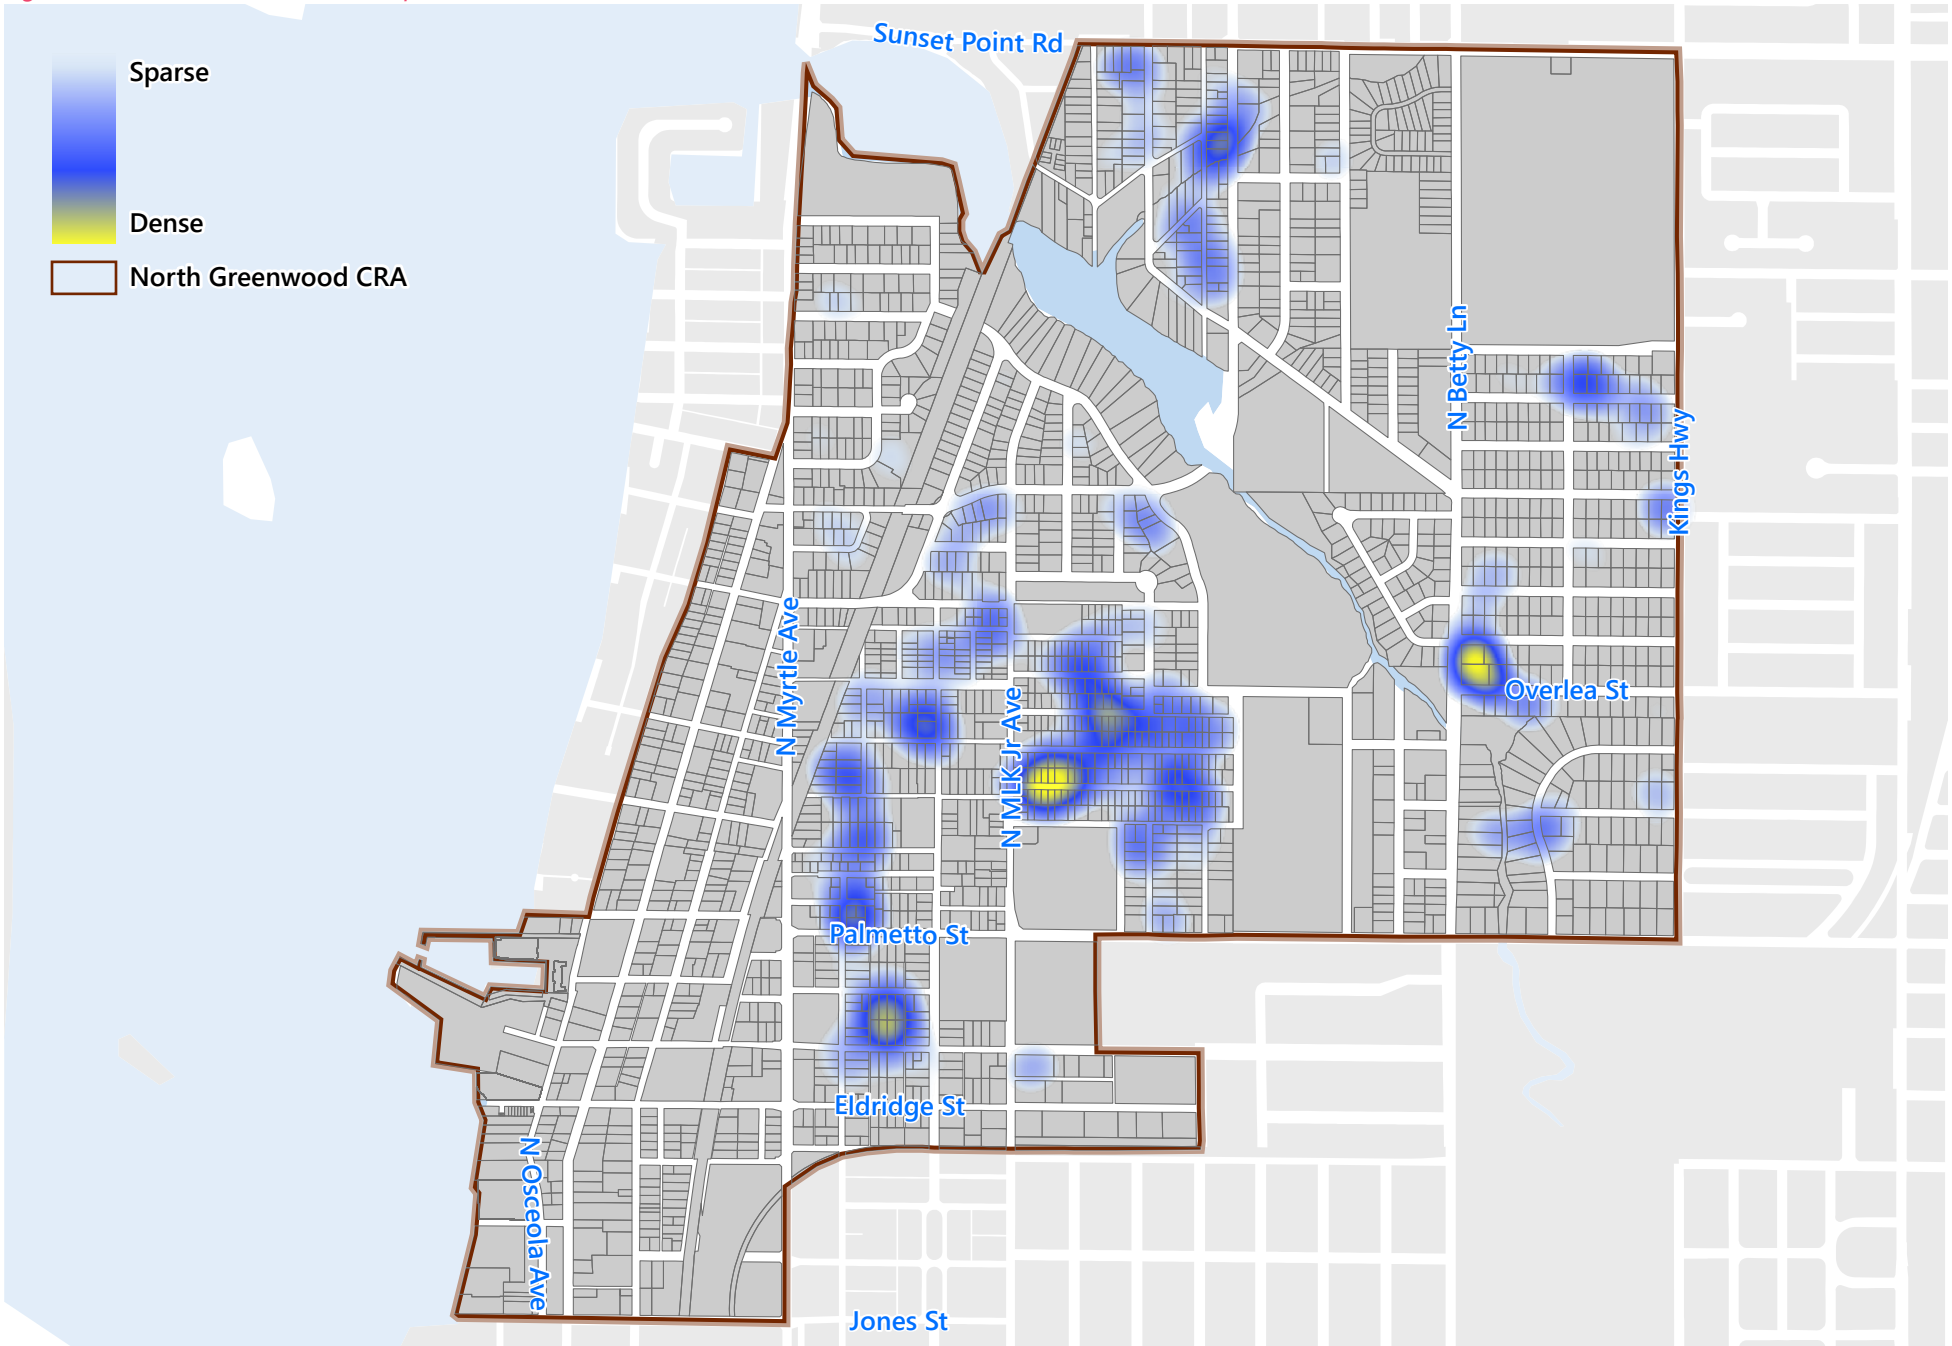 Sunset Point Rd
Sparse
Dense
North Greenwood CRA
N Betty Ln
Kings Hwy
N Myrtle Ave
N MLK Jr Ave
Overlea St
Palmetto St
Eldridge St
N Osceola Ave
Jones St